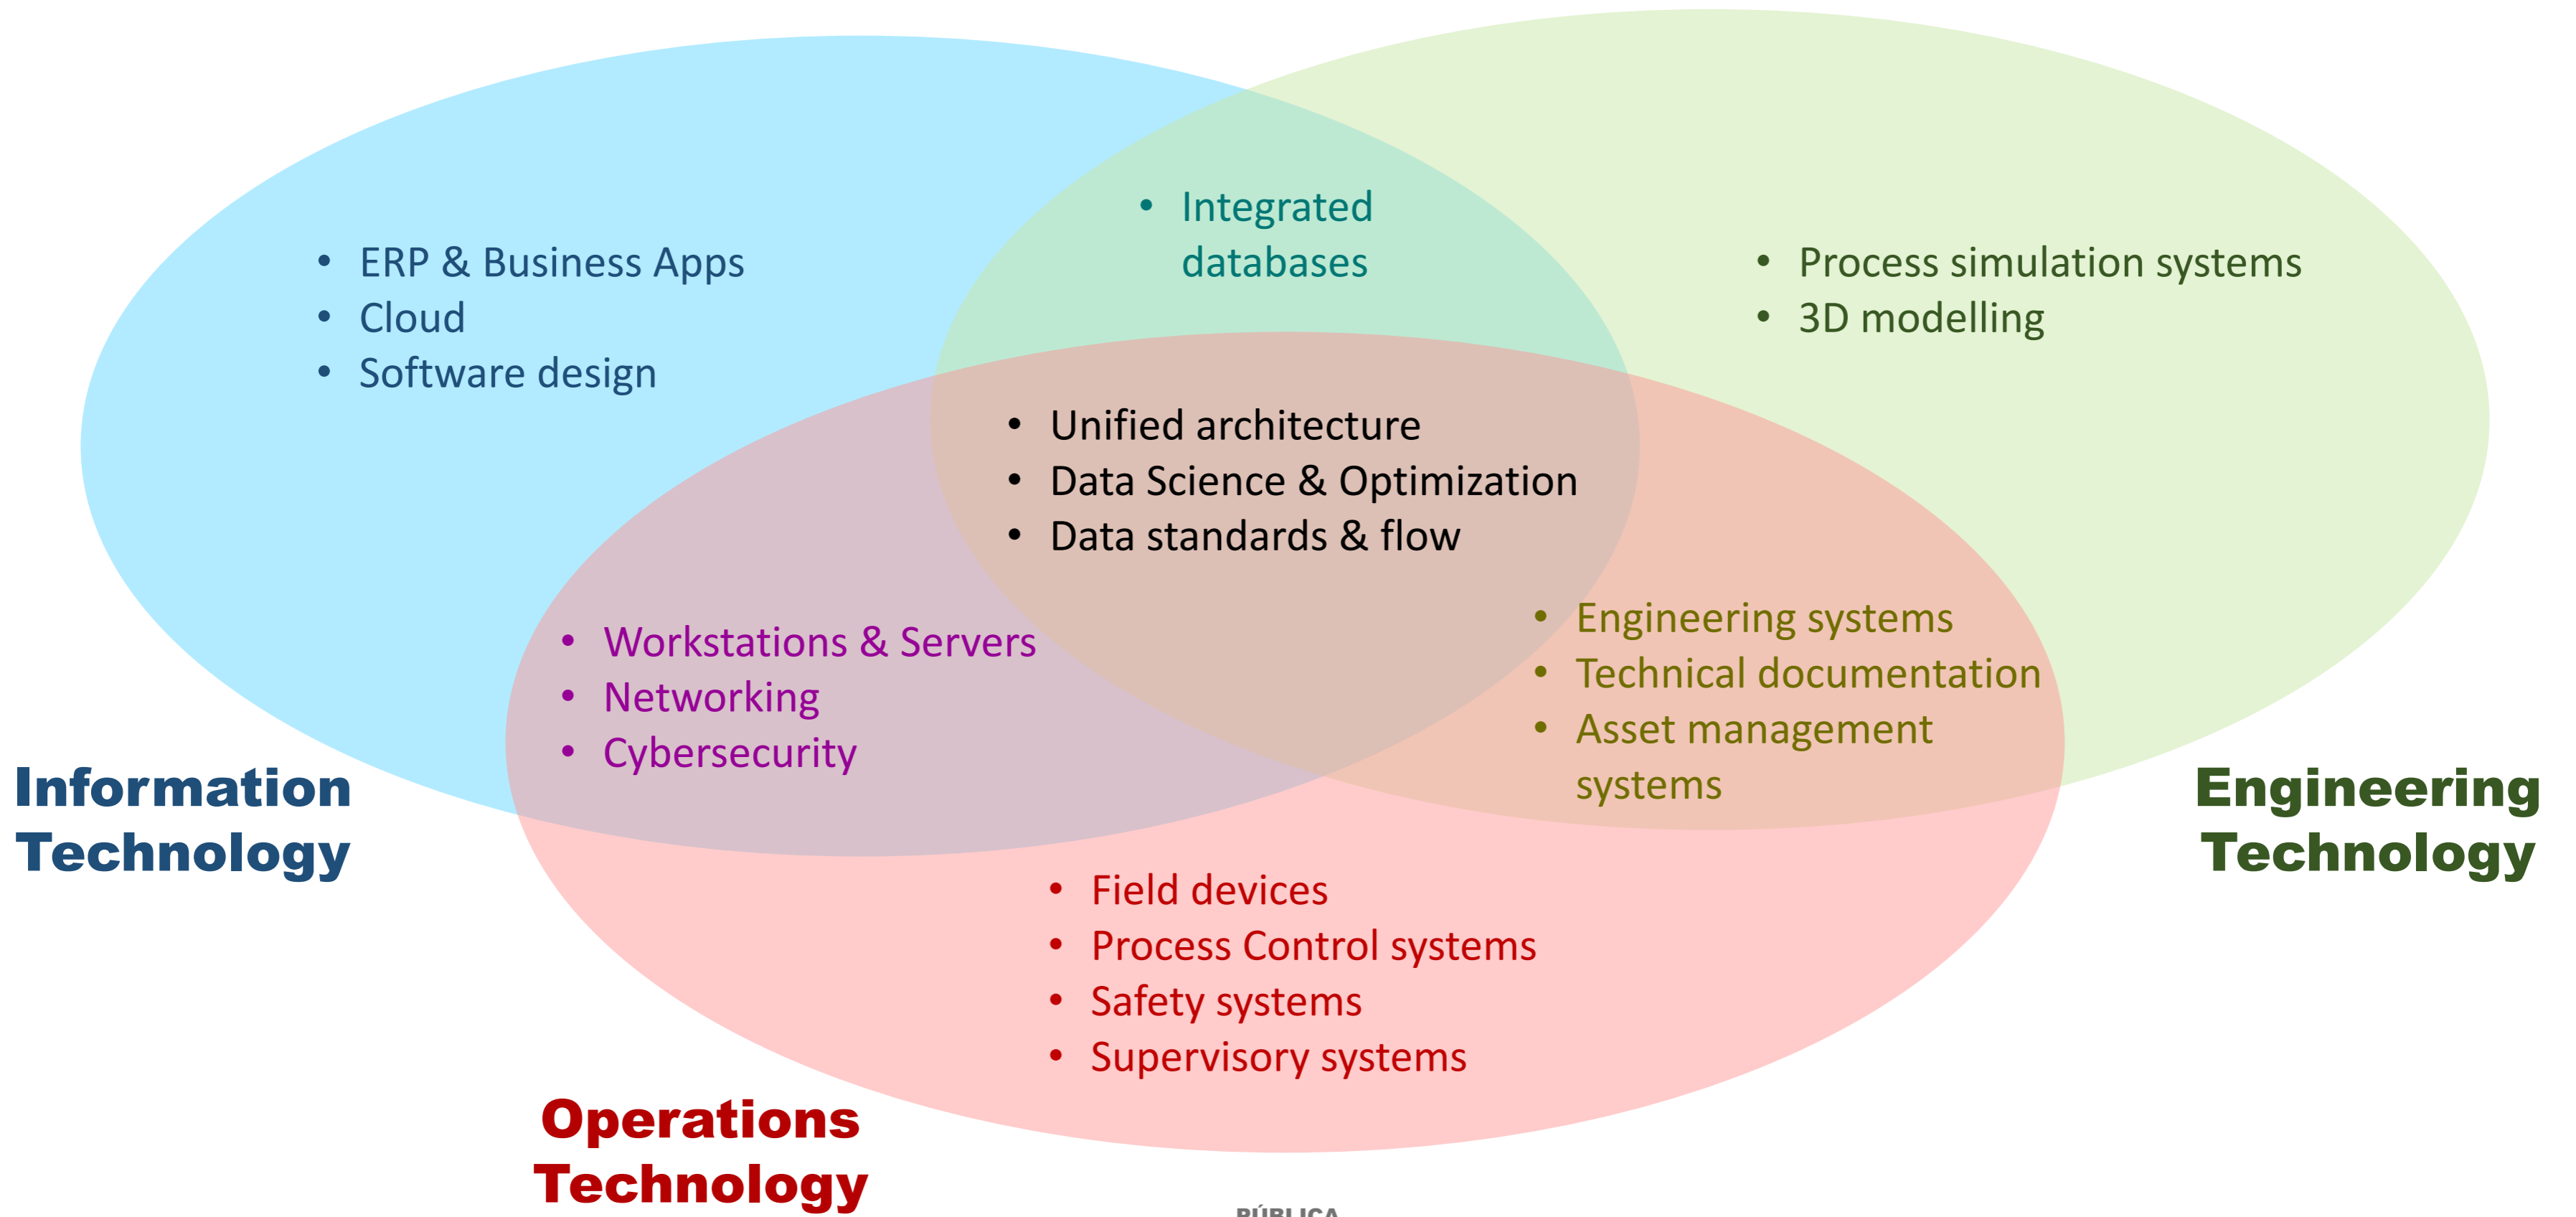 • Integrated
databases
• ERP & Business Apps
• Cloud
• Software design
• Process simulation systems
• 3D modelling
• Unified architecture
• Data Science & Optimization
• Data standards & flow
• Workstations & Servers
• Networking
• Cybersecurity
• Engineering systems
• Technical documentation
• Asset management
systems
Information
Technology
Engineering
Technology
• Field devices
• Process Control systems
• Safety systems
• Supervisory systems
Operations
Technology
PÚBLICA